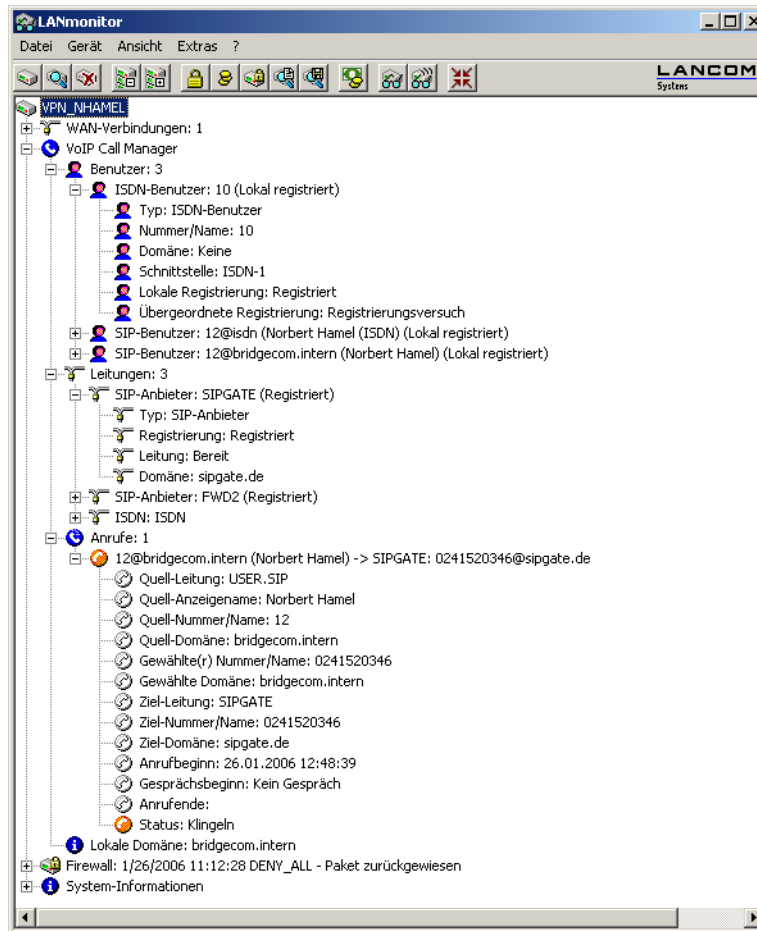 LANmonitor
Datei Gerät Ansicht Extras ?
LANCOM
Systems
VPN_NHAMEL
WAN-Verbindungen: 1
VoIP Call Manager
Benutzer: 3
ISDN-Benutzer: 10 (Lokal registriert)
Typ: ISDN-Benutzer
Nummer/Name: 10
Domäne: Keine
Schnittstelle: ISDN-1
Lokale Registrierung: Registriert
Übergeordnete Registrierung: Registrierungsversuch
SIP-Benutzer: 12@isdn (Norbert Hamel (ISDN) (Lokal registriert)
SIP-Benutzer: 12@bridgecom.intern (Norbert Hamel) (Lokal registriert)
Leitungen: 3
SIP-Anbieter: SIPGATE (Registriert)
Typ: SIP-Anbieter
Registrierung: Registriert
Leitung: Bereit
Domäne: sipgate.de
SIP-Anbieter: FWD2 (Registriert)
ISDN: ISDN
Anrufe: 1
12@bridgecom.intern (Norbert Hamel) -> SIPGATE: 0241520346@sipgate.de
Quell-Leitung: USER.SIP
Quell-Anzeigename: Norbert Hamel
Quell-Nummer/Name: 12
Quell-Domäne: bridgecom.intern
Gewählte(r) Nummer/Name: 0241520346
Gewählte Domäne: bridgecom.intern
Ziel-Leitung: SIPGATE
Ziel-Nummer/Name: 0241520346
Ziel-Domäne: sipgate.de
Anrufbeginn: 26.01.2006 12:48:39
Gesprächsbeginn: Kein Gespräch
Anrufende:
Status: Klingeln
Lokale Domäne: bridgecom.intern
Firewall: 1/26/2006 11:12:28 DENY_ALL - Paket zurückgewiesen
System-Informationen